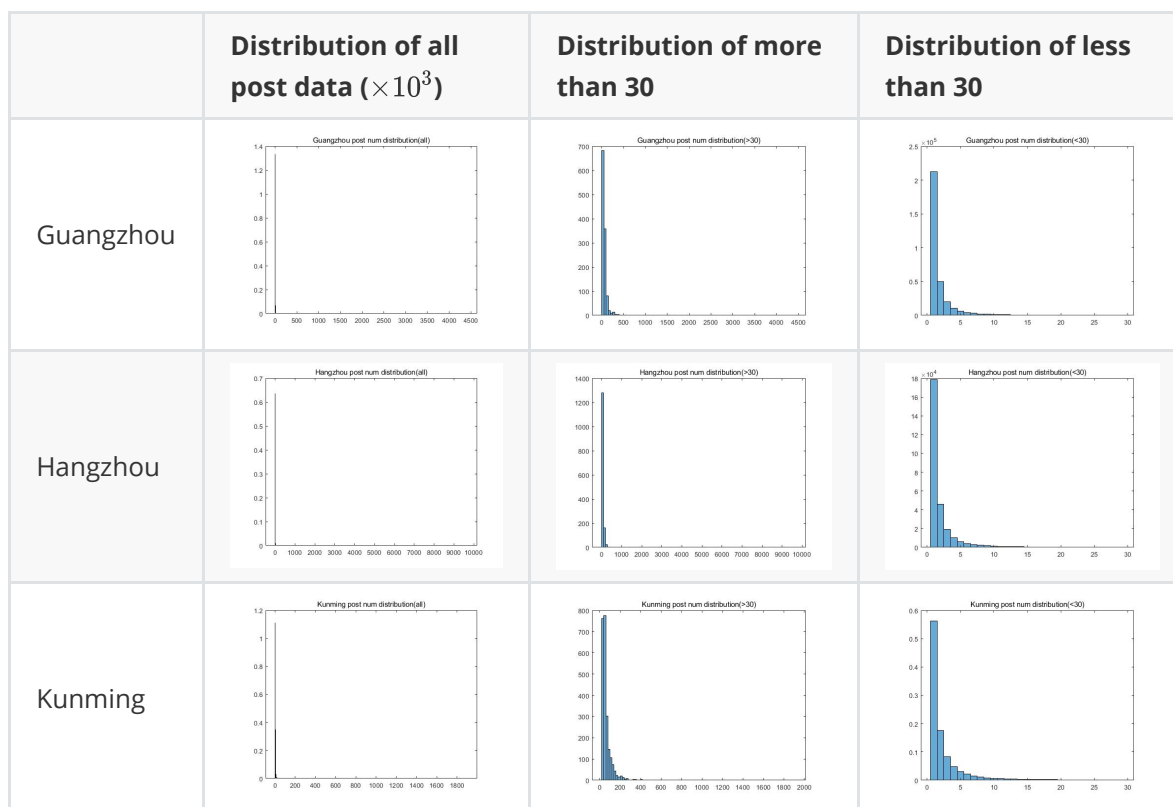 Distribution of all
post data (×10³)
Distribution of more
than 30
Distribution of less
than 30
Guangzhou
Guangzhou post num distribution(all)
1.4
1.2
1
0.8
0.6
0.4
0.2
0
0 500 1000 1500 2000 2500 3000 3500 4000 4500
Guangzhou post num distribution(>30)
700
600
500
400
300
200
100
0
0 500 1000 1500 2000 2500 3000 3500 4000 4500
×10⁵
Guangzhou post num distribution(<30)
2.5
2
1.5
1
0.5
0
0 5 10 15 20 25 30
Hangzhou
Hangzhou post num distribution(all)
0.7
0.6
0.5
0.4
0.3
0.2
0.1
0
0 1000 2000 3000 4000 5000 6000 7000 8000 9000 10000
Hangzhou post num distribution(>30)
1400
1200
1000
800
600
400
200
0
0 1000 2000 3000 4000 5000 6000 7000 8000 9000 10000
×10⁴
Hangzhou post num distribution(<30)
18
16
14
12
10
8
6
4
2
0
0 5 10 15 20 25 30
Kunming
Kunming post num distribution(all)
1.2
1
0.8
0.6
0.4
0.2
0
0 200 400 600 800 1000 1200 1400 1600 1800
Kunming post num distribution(>30)
800
700
600
500
400
300
200
100
0
0 200 400 600 800 1000 1200 1400 1600 1800 2000
Kunming post num distribution(<30)
0.6
0.5
0.4
0.3
0.2
0.1
0
0 5 10 15 20 25 30